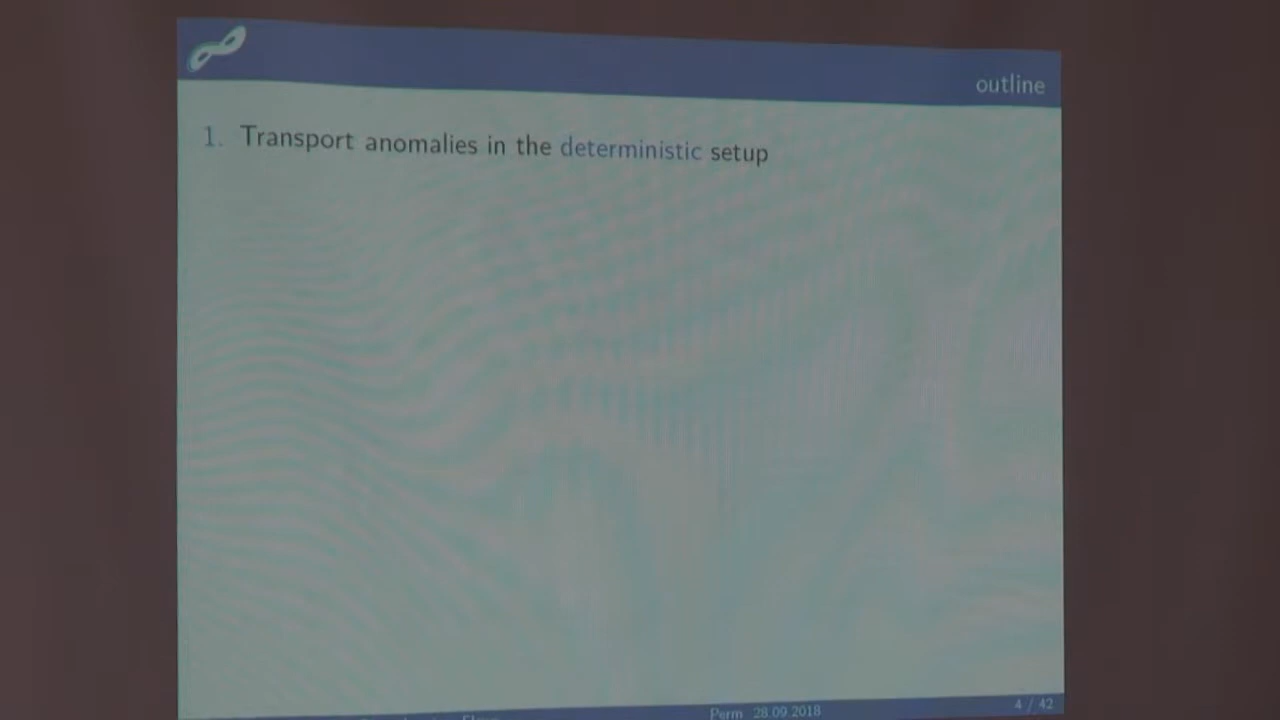 outline
1. Transport anomalies in the deterministic setup
Perm 28.09.2018
4 / 42